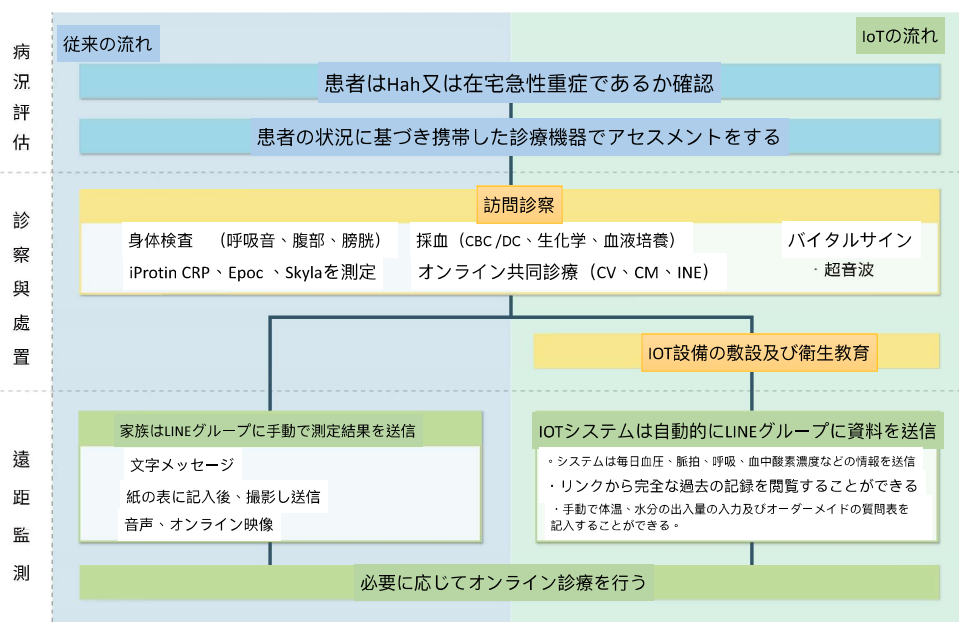 従来の流れ
IoTの流れ
病況評估
患者はHah又は在宅急性重症であるか確認
患者の状況に基づき携帯した診療機器でアセスメントをする
診察與處置
訪問診察
身体検査　（呼吸音、腹部、膀胱）
採血（CBC /DC、生化学、血液培養）
バイタルサイン
iProtin CRP、Epoc 、Skylaを測定
オンライン共同診療（CV、CM、INE）
．超音波
IOT設備の敷設及び衛生教育
遠距監測
家族はLINEグループに手動で測定結果を送信
文字メッセージ
紙の表に記入後、撮影し送信
音声、オンライン映像
IOTシステムは自動的にLINEグループに資料を送信
。システムは毎日血圧、脈拍、呼吸、血中酸素濃度などの情報を送信
・リンクから完全な過去の記録を閲覧することができる
・手動で体温、水分の出入量の入力及びオーダーメイドの質問表を
記入することができる。
必要に応じてオンライン診療を行う